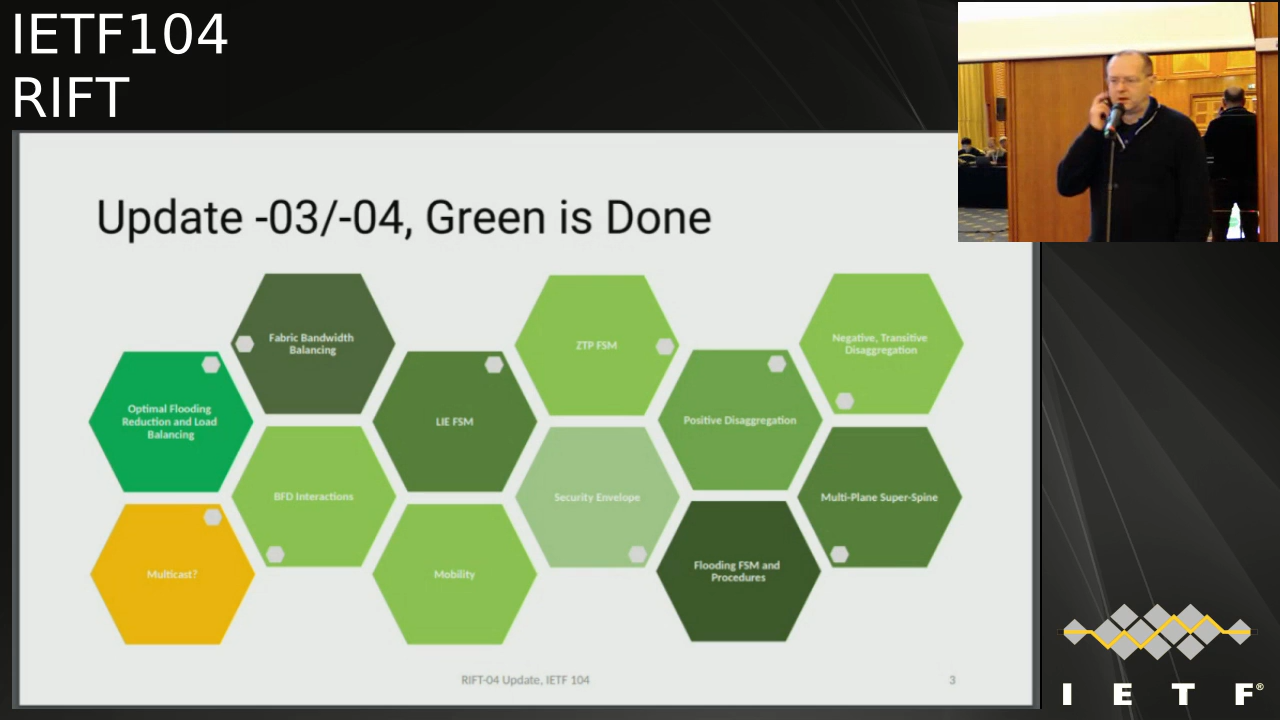 IETF104
RIFT
Update -03/-04, Green is Done
Fabric Bandwidth
Balancing
ZTP FSM
Negative, Transitive
Disaggregation
Optimal Flooding
Reduction and Load
Balancing
LIE FSM
Positive Disaggregation
BFD Interactions
Security Envelope
Multi-Plane Super-Spine
Multicast?
Mobility
Flooding FSM and
Procedures
RIFT-04 Update, IETF 104
3
I E T F®